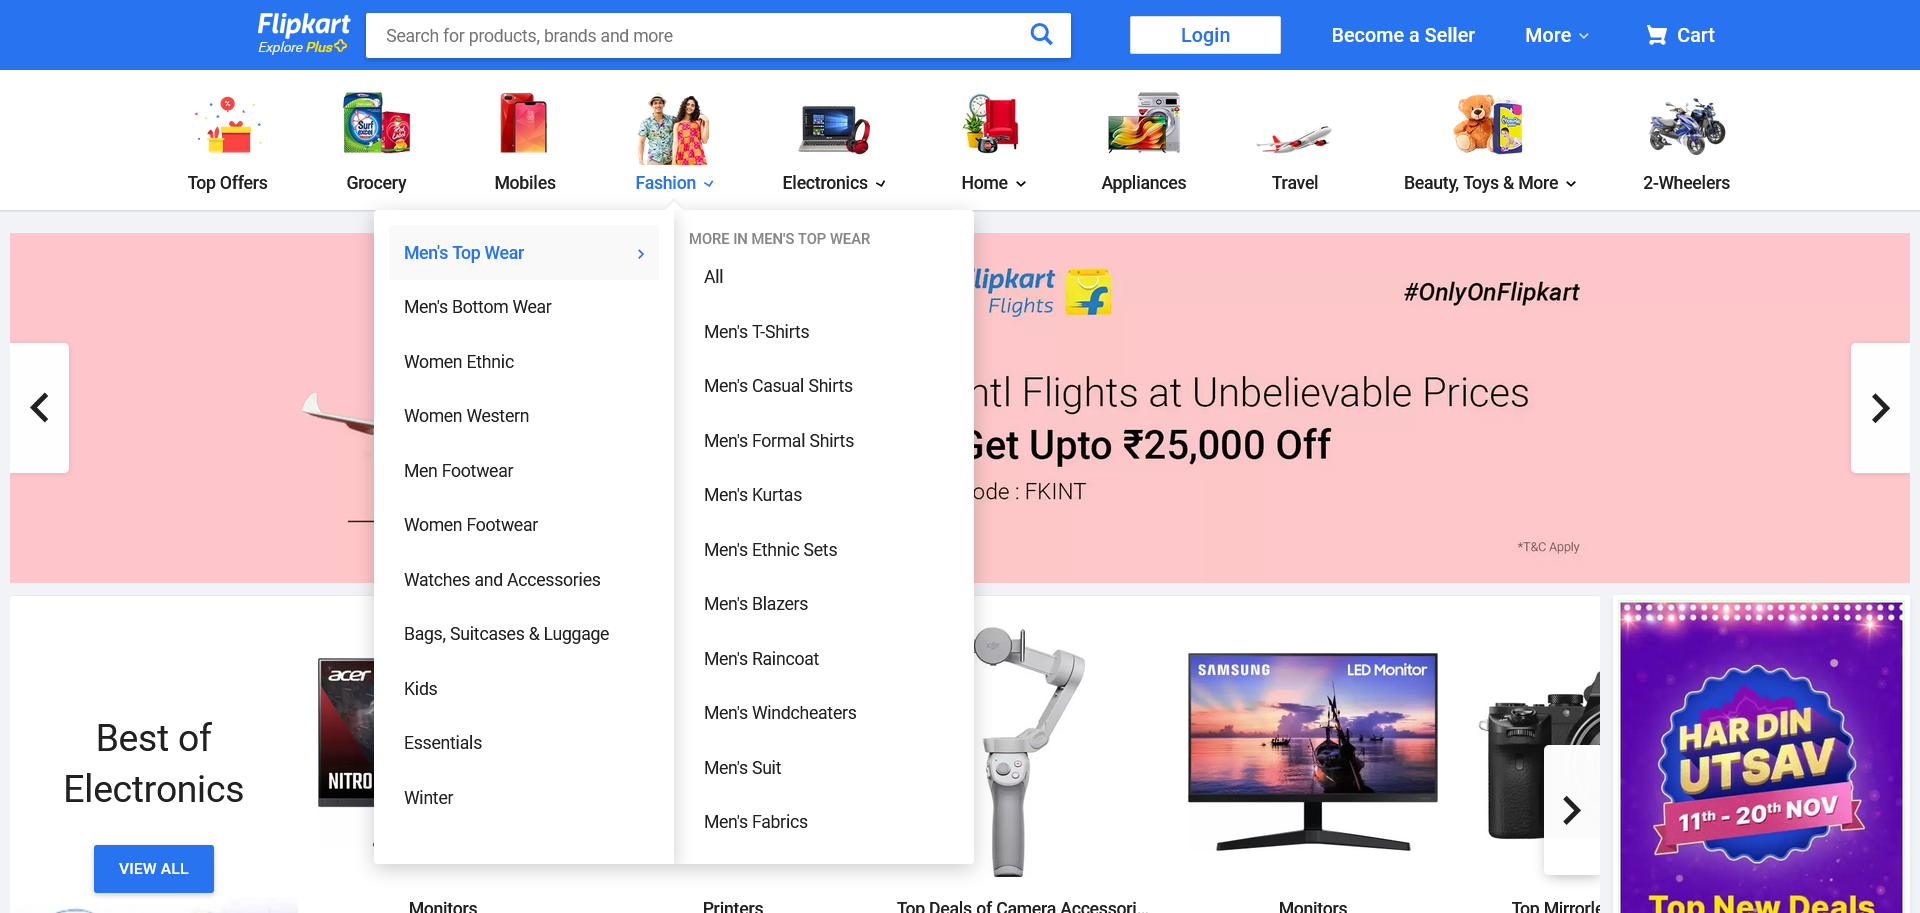 Flipkart
Explore Plus
Search for products, brands and more
Login
Become a Seller
More
Cart
%
Surf
excel
Red
Label
Top Offers
Grocery
Mobiles
Fashion
Electronics
Home
Appliances
Travel
Beauty, Toys & More
2-Wheelers
Men's Top Wear
Men's Bottom Wear
Women Ethnic
Women Western
Men Footwear
Women Footwear
Watches and Accessories
Bags, Suitcases & Luggage
Kids
Essentials
Winter
MORE IN MEN'S TOP WEAR
All
Men's T-Shirts
Men's Casual Shirts
Men's Formal Shirts
Men's Kurtas
Men's Ethnic Sets
Men's Blazers
Men's Raincoat
Men's Windcheaters
Men's Suit
Men's Fabrics
lipkart
Flights
#OnlyOnFlipkart
ntl Flights at Unbelievable Prices
Get Upto ₹25,000 Off
ode : FKINT
*T&C Apply
Best of
Electronics
VIEW ALL
acer
NITRO
dji
SAMSUNG
LED Monitor
HAR DIN
UTSAV
11th - 20th NOV
Top New Deals
Monitors
Printers
Top Deals of Camera Accessori...
Monitors
Top Mirrorle